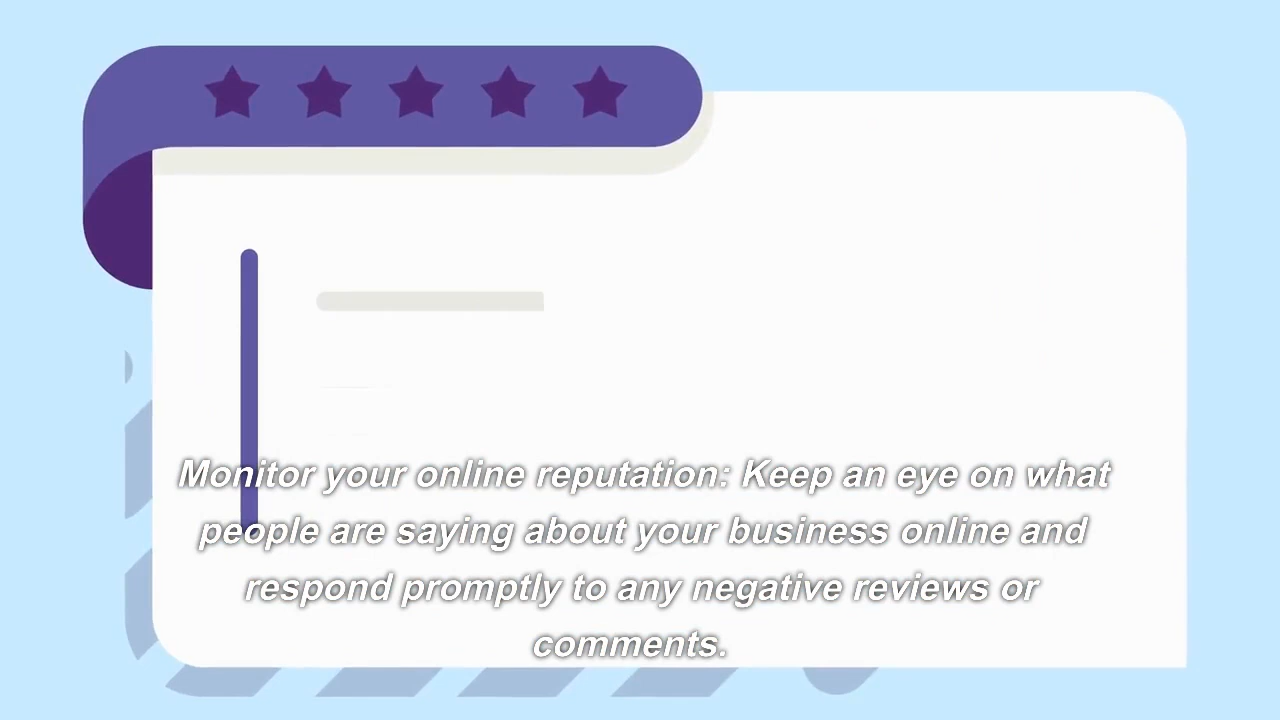 Monitor your online reputation: Keep an eye on what
people are saying about your business online and
respond promptly to any negative reviews or
comments.